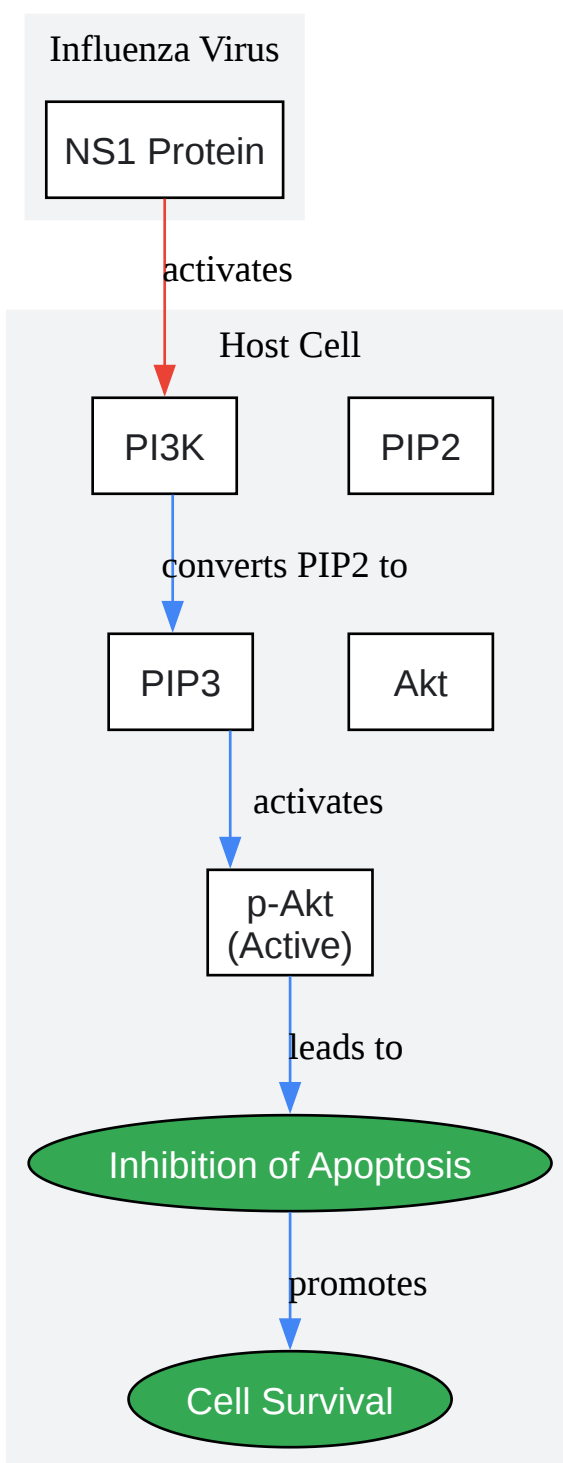 Influenza Virus
NS1 Protein
activates
Host Cell
PI3K
PIP2
converts PIP2 to
PIP3
Akt
activates
p-Akt
(Active)
leads to
Inhibition of Apoptosis
promotes
Cell Survival